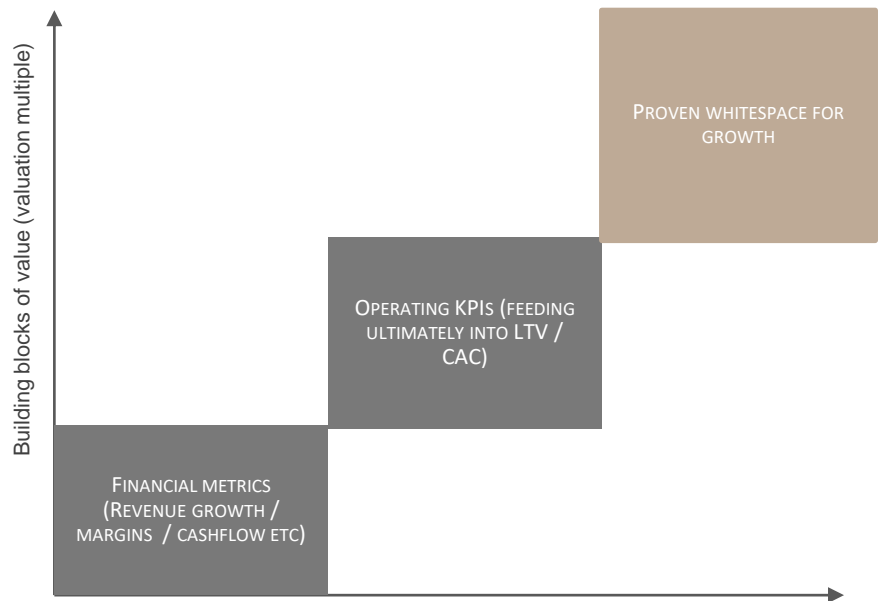 Building blocks of value (valuation multiple)
PROVEN WHITESPACE FOR
GROWTH
OPERATING KPIS (FEEDING
ULTIMATELY INTO LTV /
CAC)
FINANCIAL METRICS
(REVENUE GROWTH /
MARGINS / CASHFLOW ETC)